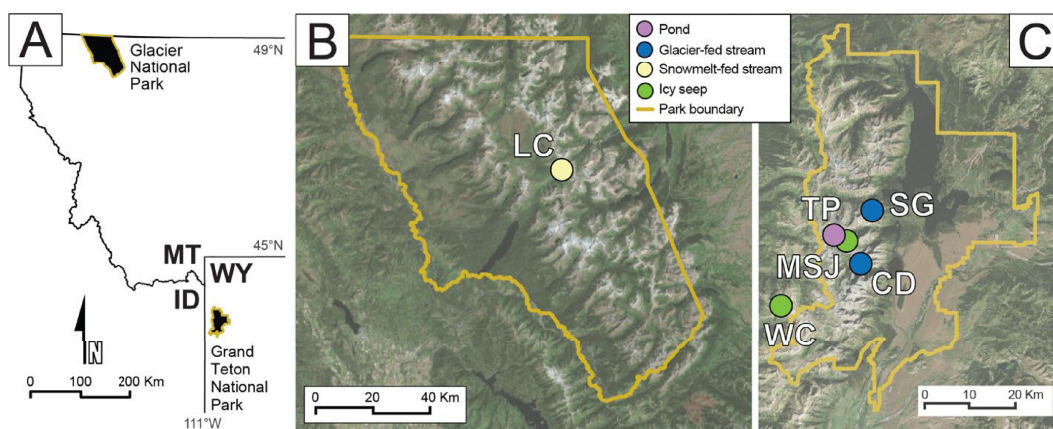 A
Glacier
National
Park
49°N
MT
45°N
WY
ID
N
Grand
Teton
National
Park
0 100 200 Km
111°W
B
LC
0 20 40 Km
Pond
Glacier-fed stream
Snowmelt-fed stream
Icy seep
Park boundary
C
TP
SG
MSJ
CD
WC
0 10 20 Km